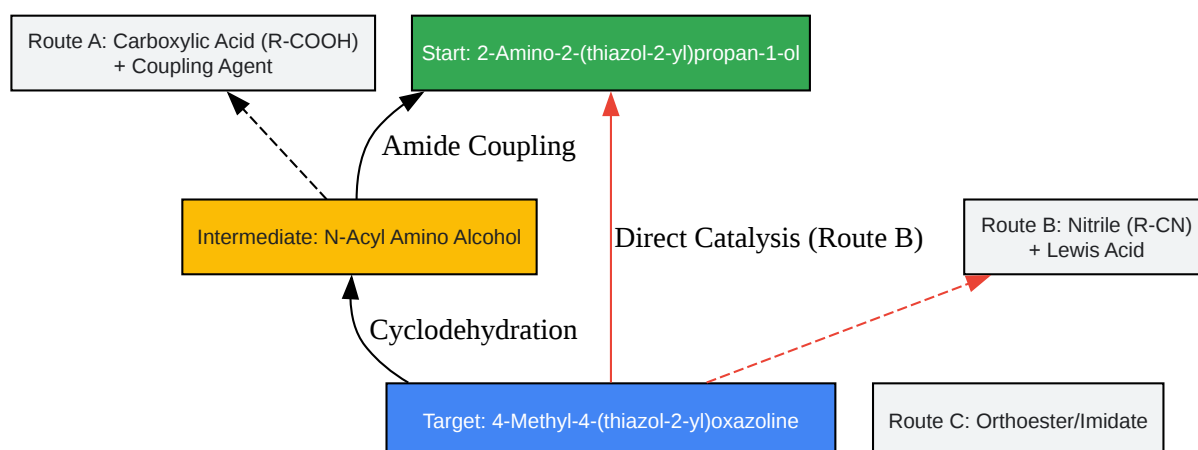 Route A: Carboxylic Acid (R-COOH)
+ Coupling Agent
Start: 2-Amino-2-(thiazol-2-yl)propan-1-ol
Amide Coupling
Intermediate: N-Acyl Amino Alcohol
Direct Catalysis (Route B)
Route B: Nitrile (R-CN)
+ Lewis Acid
Cyclodehydration
Target: 4-Methyl-4-(thiazol-2-yl)oxazoline
Route C: Orthoester/Imidate